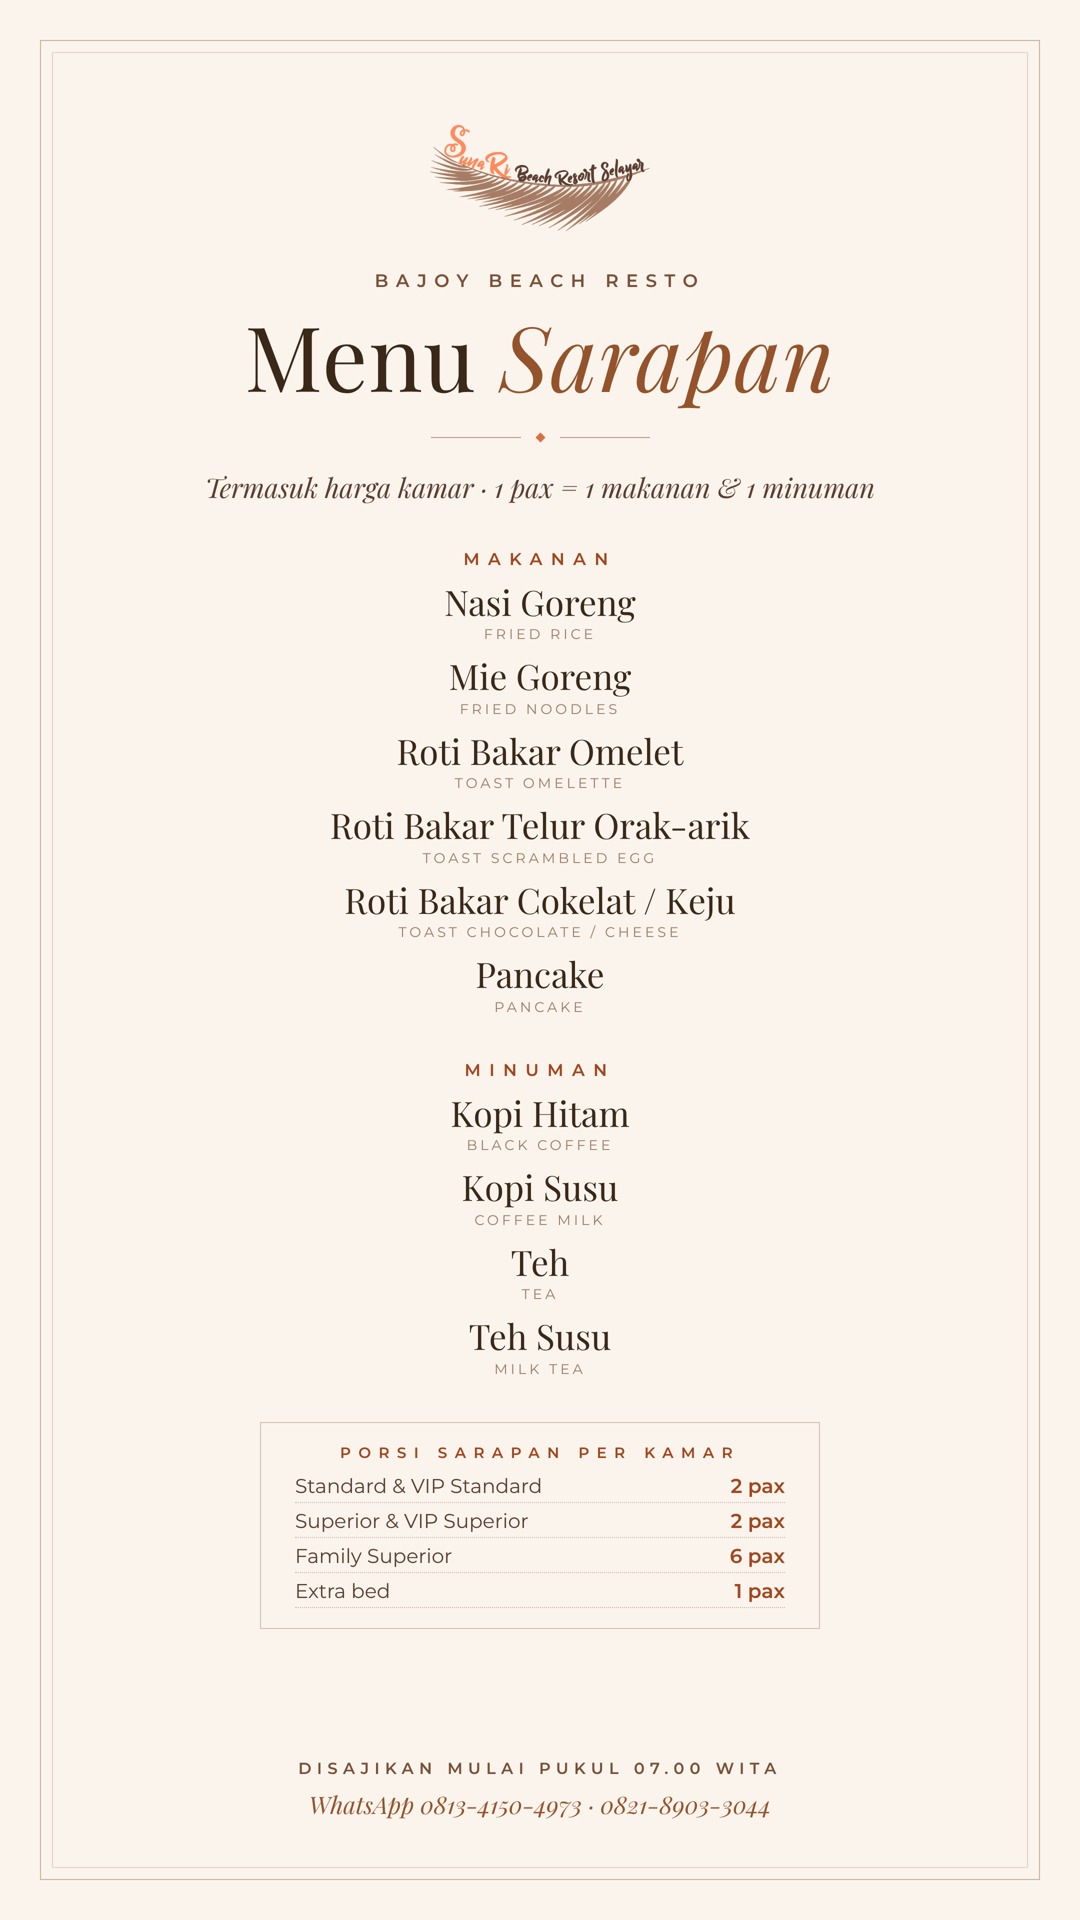 SunaRi Beach Resort Selayar
BAJOY BEACH RESTO
Menu Sarapan
Termasuk harga kamar · 1 pax = 1 makanan & 1 minuman
MAKANAN
Nasi Goreng
FRIED RICE
Mie Goreng
FRIED NOODLES
Roti Bakar Omelet
TOAST OMELETTE
Roti Bakar Telur Orak-arik
TOAST SCRAMBLED EGG
Roti Bakar Cokelat / Keju
TOAST CHOCOLATE / CHEESE
Pancake
PANCAKE
MINUMAN
Kopi Hitam
BLACK COFFEE
Kopi Susu
COFFEE MILK
Teh
TEA
Teh Susu
MILK TEA
PORSI SARAPAN PER KAMAR
Standard & VIP Standard 2 pax
Superior & VIP Superior 2 pax
Family Superior 6 pax
Extra bed 1 pax
DISAJIKAN MULAI PUKUL 07.00 WITA
WhatsApp 0813-4150-4973 · 0821-8903-3044